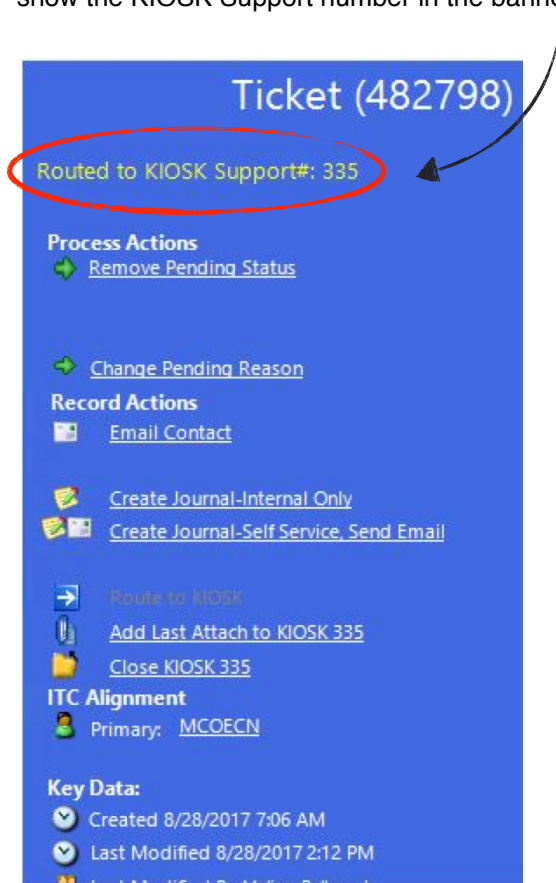 show the KIOSK Support number in the banne
Ticket (482798)
Routed to KIOSK Support#: 335
Process Actions
Remove Pending Status
Change Pending Reason
Record Actions
Email Contact
Create Journal-Internal Only
Create Journal-Self Service, Send Email
Route to KIOSK
Add Last Attach to KIOSK 335
Close KIOSK 335
ITC Alignment
Primary: MCOECN
Key Data:
Created 8/28/2017 7:06 AM
Last Modified 8/28/2017 2:12 PM
Last Modified By